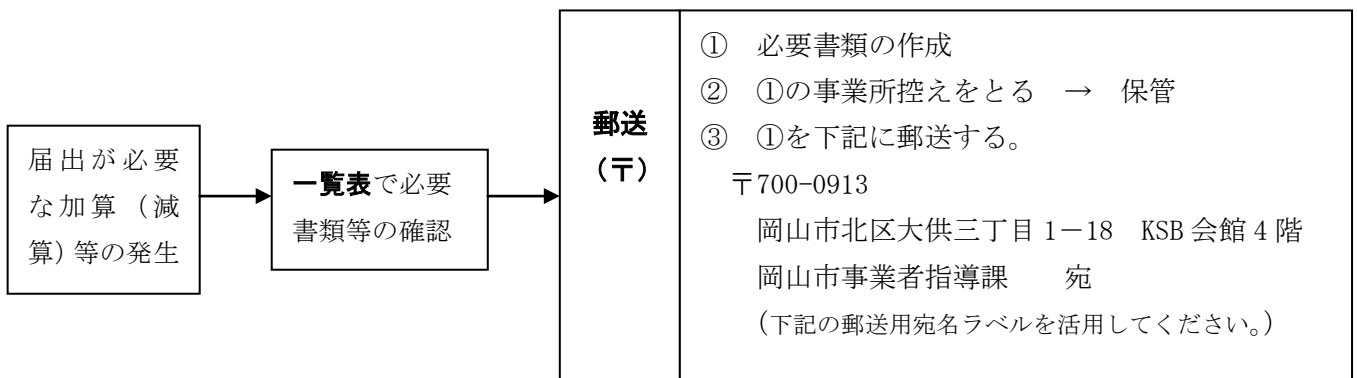 届出が必要
な加算（減
算）等の発生
一覧表で必要
書類等の確認
郵送
（〒）
① 必要書類の作成
② ①の事業所控えをとる → 保管
③ ①を下記に郵送する。
〒700-0913
岡山市北区大供三丁目1－18 KSB会館4階
岡山市事業者指導課 宛
(下記の郵送用宛名ラベルを活用してください。)